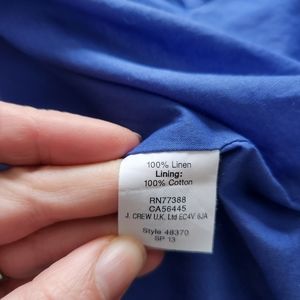 100% Linen
Lining:
100% Cotton
RN77388
CA56445
J. CREW U.K. Ltd EC4V 6JA
Style 48370
SP 13